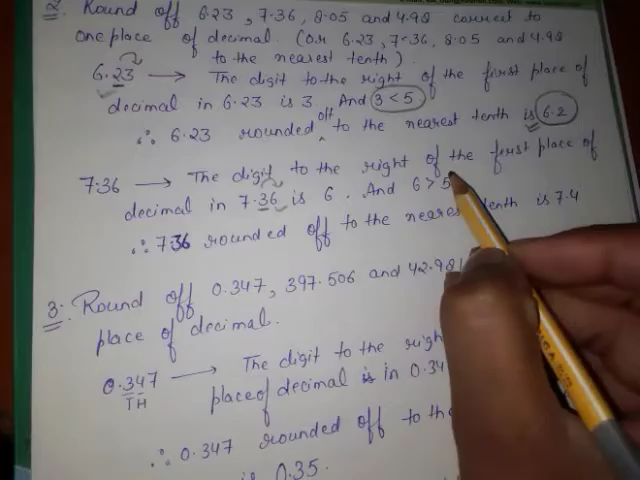 2. Round off 6.23, 7.36, 8.05 and 4.98 correct to
one place of decimal. (Or 6.23, 7.36, 8.05 and 4.98
to the nearest tenth).
6.23 → The digit to the right of the first place of
decimal in 6.23 is 3. And 3 < 5
∴ 6.23 rounded off to the nearest tenth is 6.2
7.36 → The digit to the right of the first place of
decimal in 7.36 is 6. And 6 > 5
∴ 7.36 rounded off to the nearest tenth is 7.4
3. Round off 0.347, 397.506 and 42.981
place of decimal.
0.347 → The digit to the
T H
place of decimal is in 0.34
∴ 0.347 rounded off to the
is 0.35.